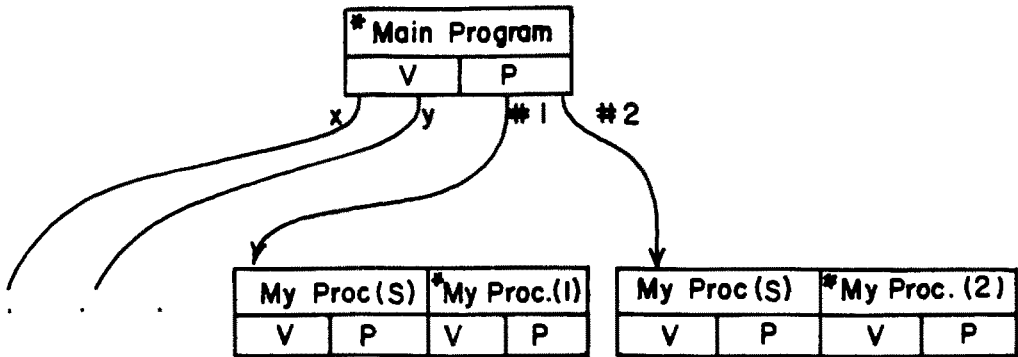 *Main Program
V P
x y #1 #2
My Proc(S) *My Proc.(1) My Proc(S) *My Proc.(2)
V P V P V P V P